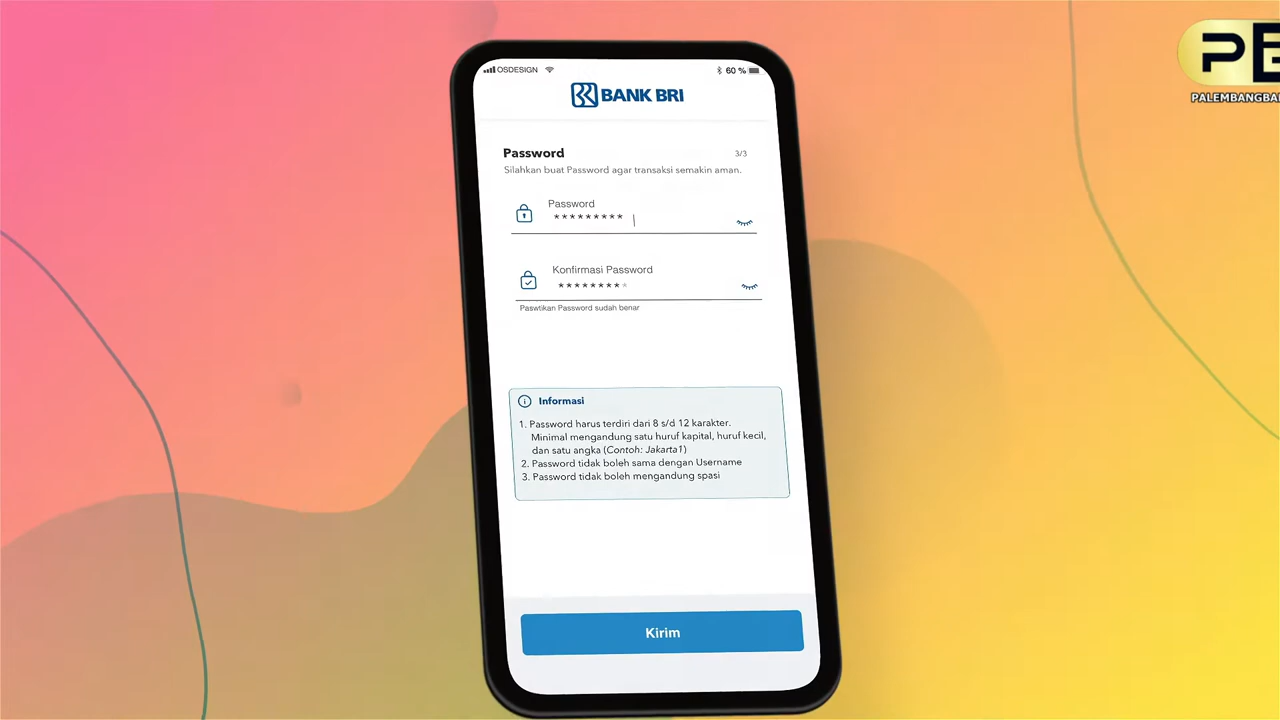 OSDESIGN
60 %
BANK BRI
Password
3/3
Silahkan buat Password agar transaksi semakin aman.
Password
*********
Konfirmasi Password
*********
Paswtikan Password sudah benar
Informasi
1. Password harus terdiri dari 8 s/d 12 karakter.
Minimal mengandung satu huruf kapital, huruf kecil,
dan satu angka (Contoh: Jakarta1)
2. Password tidak boleh sama dengan Username
3. Password tidak boleh mengandung spasi
Kirim
PALEMBANGBA